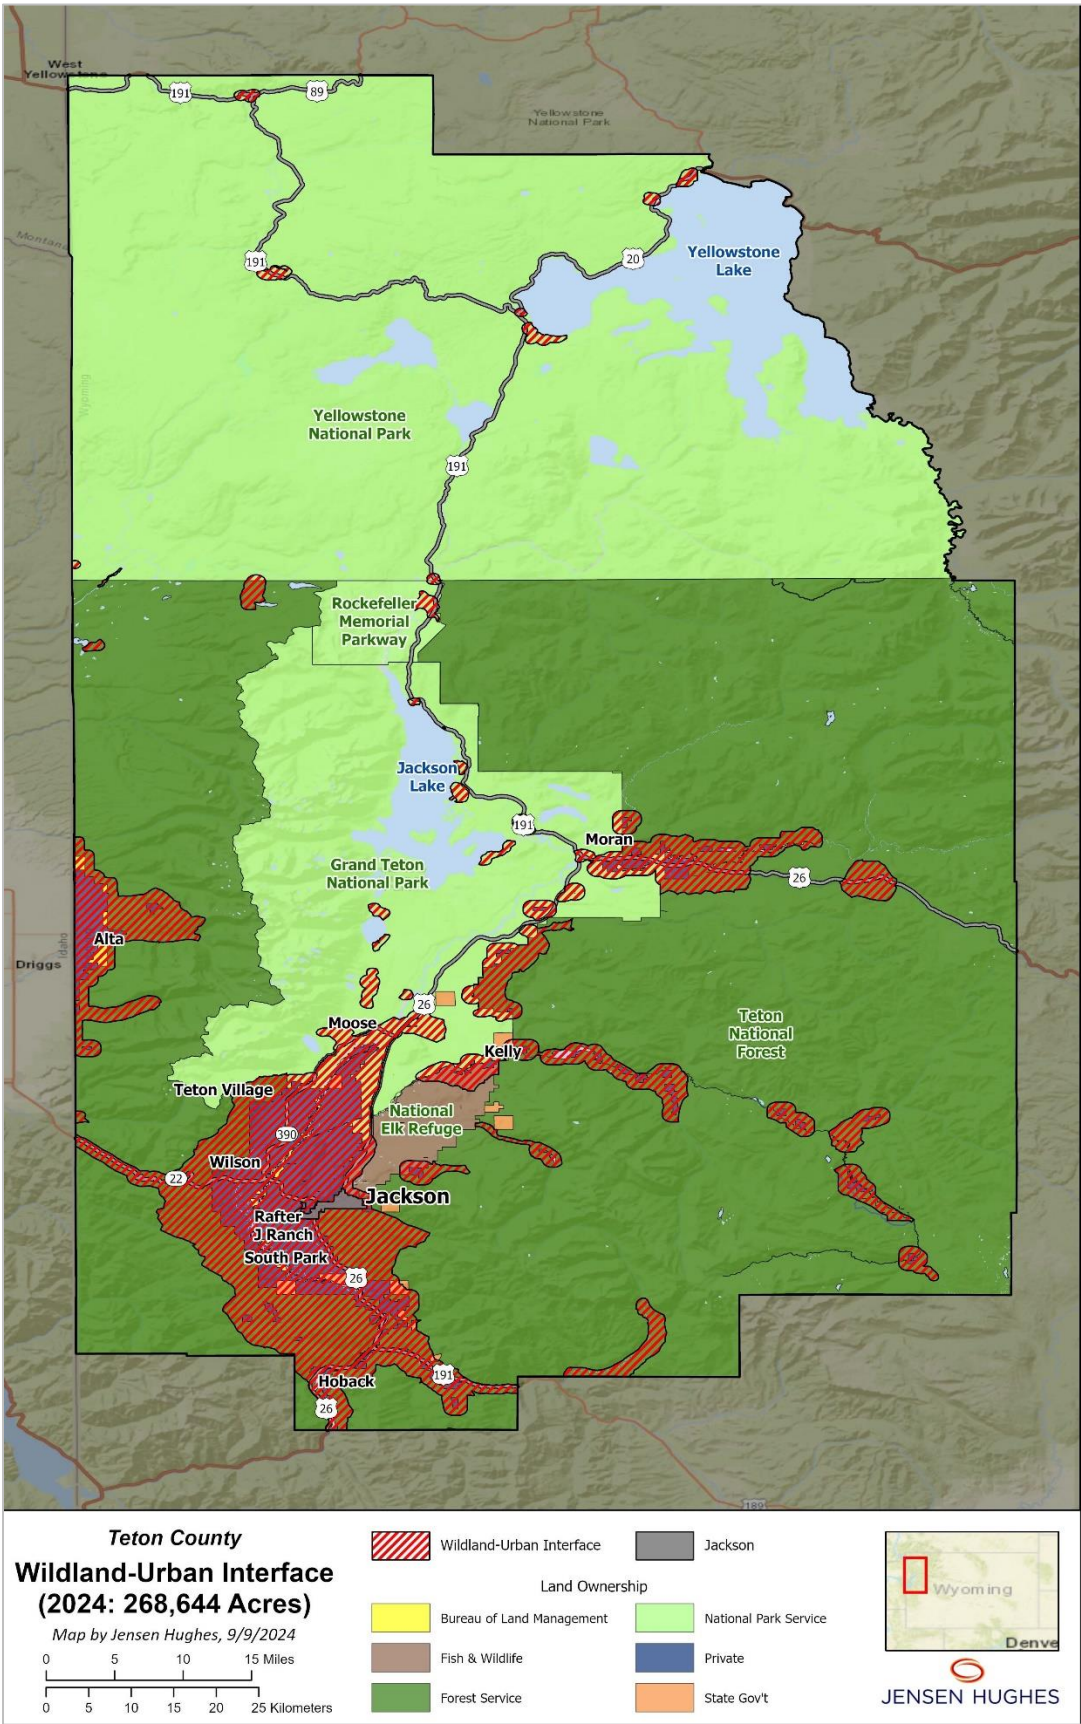 West
Yellowstone
191
89
Yellowstone
National Park
Montana
191
20
Yellowstone
Lake
Wyoming
Yellowstone
National Park
191
Rockefeller
Memorial
Parkway
Jackson
Lake
191
Moran
26
Grand Teton
National Park
Alta
Idaho
Driggs
26
Moose
Teton
National
Forest
Kelly
Teton Village
National
Elk Refuge
390
Wilson
22
Jackson
Rafter
J Ranch
South Park
26
191
Hoback
26
189
Teton County
Wildland-Urban Interface
(2024: 268,644 Acres)
Map by Jensen Hughes, 9/9/2024
0 5 10 15 Miles
0 5 10 15 20 25 Kilometers
Wildland-Urban Interface
Jackson
Land Ownership
Bureau of Land Management
National Park Service
Fish & Wildlife
Private
Forest Service
State Gov't
Wyoming
Denve
JENSEN HUGHES